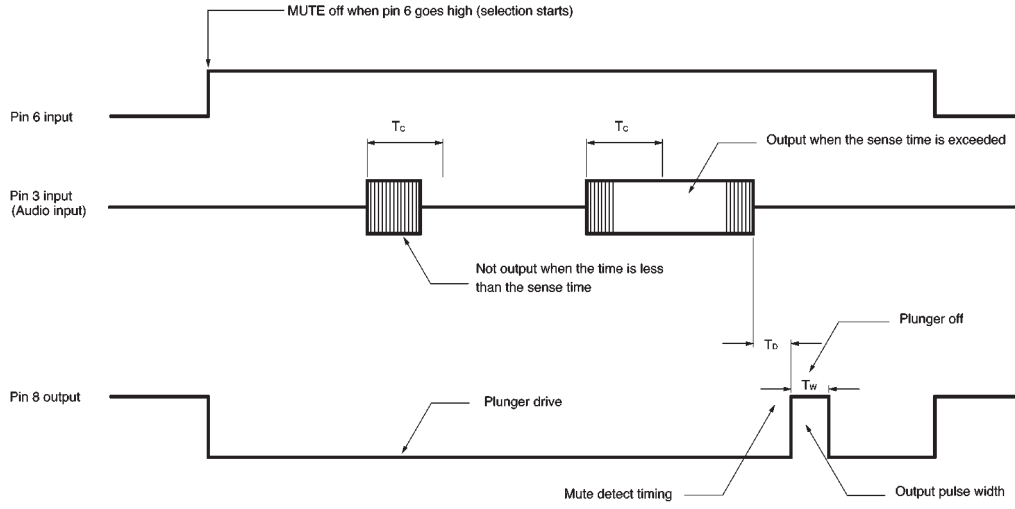 MUTE off when pin 6 goes high (selection starts)
Pin 6 input
TC
TC
Output when the sense time is exceeded
Pin 3 input
(Audio input)
Not output when the time is less
than the sense time
Plunger off
TD
TW
Pin 8 output
Plunger drive
Mute detect timing
Output pulse width